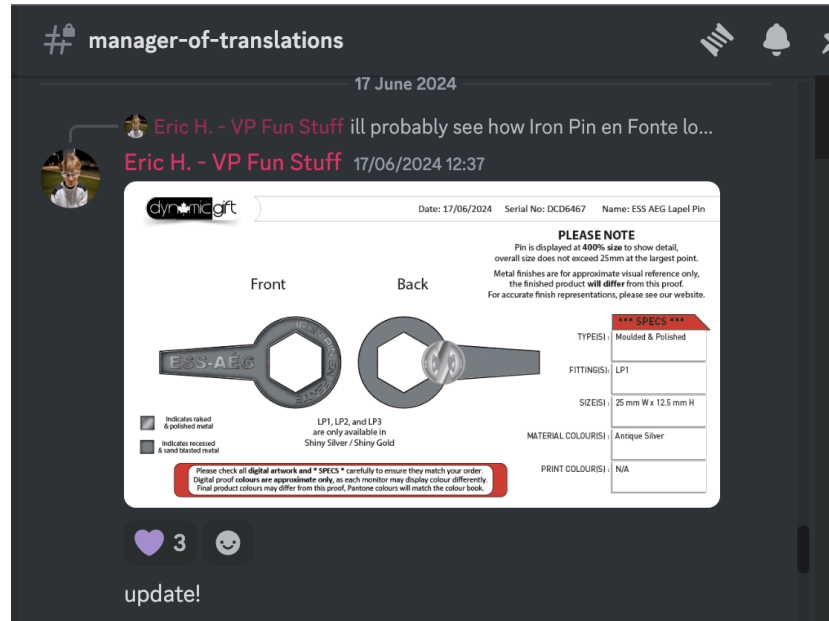 manager-of-translations
17 June 2024
Eric H. - VP Fun Stuff ill probably see how Iron Pin en Fonte lo...
Eric H. - VP Fun Stuff 17/06/2024 12:37
dynamic gift
Date: 17/06/2024 Serial No: DCD6467 Name: ESS AEG Lapel Pin
PLEASE NOTE
Pin is displayed at 400% size to show detail,
overall size does not exceed 25mm at the largest point.
Metal finishes are for approximate visual reference only,
the finished product will differ from this proof.
For accurate finish representations, please see our website.
Front
Back
ESS-AÉG
IRON PIN EN FONTE
*** SPECS ***
TYPE(S) : Moulded & Polished
FITTING(S): LP1
SIZE(S) : 25 mm W x 12.5 mm H
MATERIAL COLOUR(S) : Antique Silver
PRINT COLOUR(S) : N/A
Indicates raised
& polished metal
Indicates recessed
& sand blasted metal
LP1, LP2, and LP3
are only available in
Shiny Silver / Shiny Gold
Please check all digital artwork and * SPECS * carefully to ensure they match your order.
Digital proof colours are approximate only, as each monitor may display colour differently.
Final product colours may differ from this proof, Pantone colours will match the colour book.
3
update!